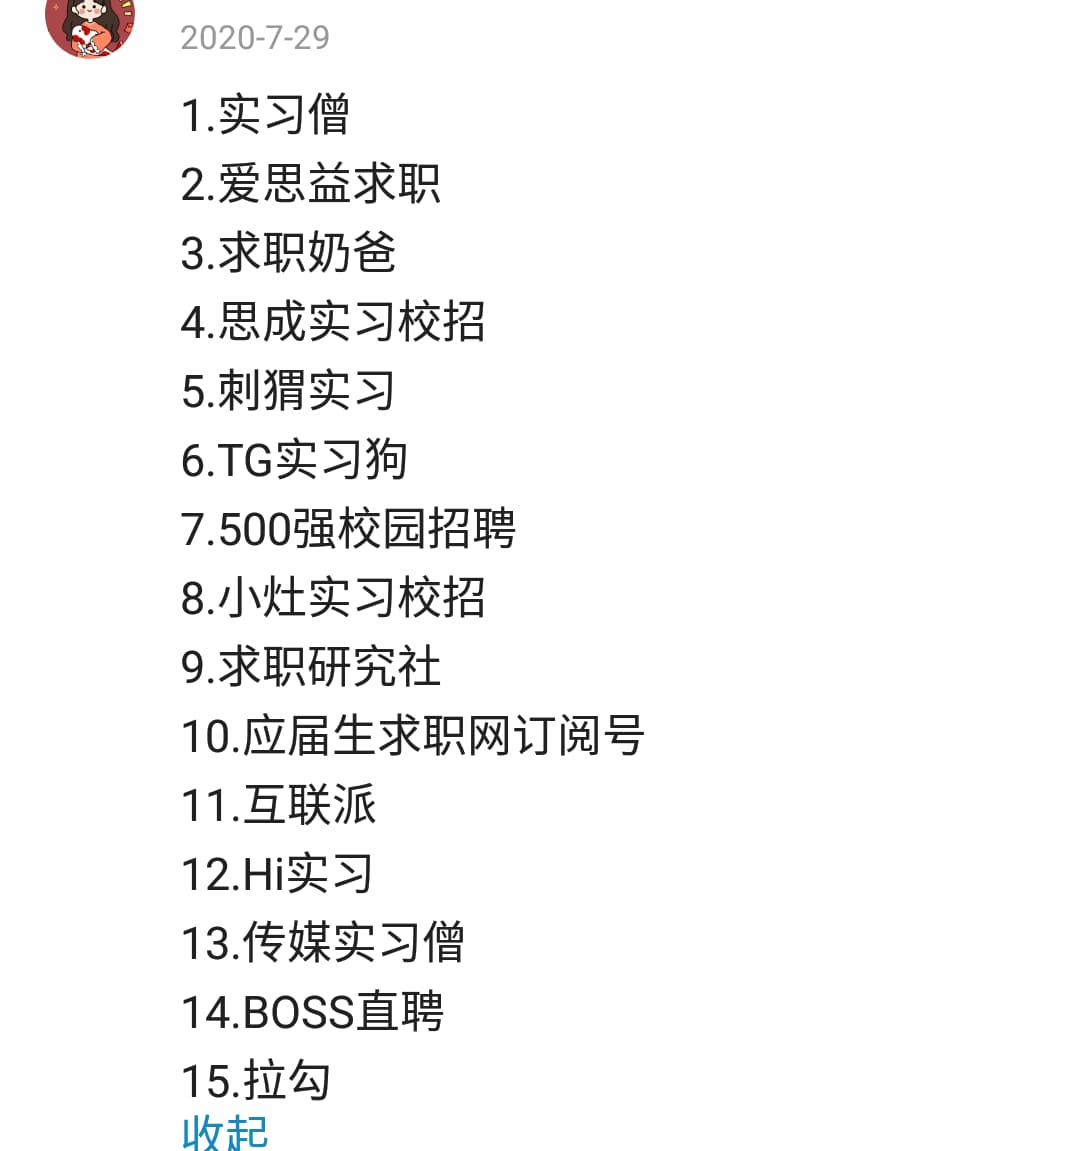 2020-7-29
1.实习僧
2.爱思益求职
3.求职奶爸
4.思成实习校招
5.刺猬实习
6.TG实习狗
7.500强校园招聘
8.小灶实习校招
9.求职研究社
10.应届生求职网订阅号
11.互联派
12.Hi实习
13.传媒实习僧
14.BOSS直聘
15.拉勾
收起